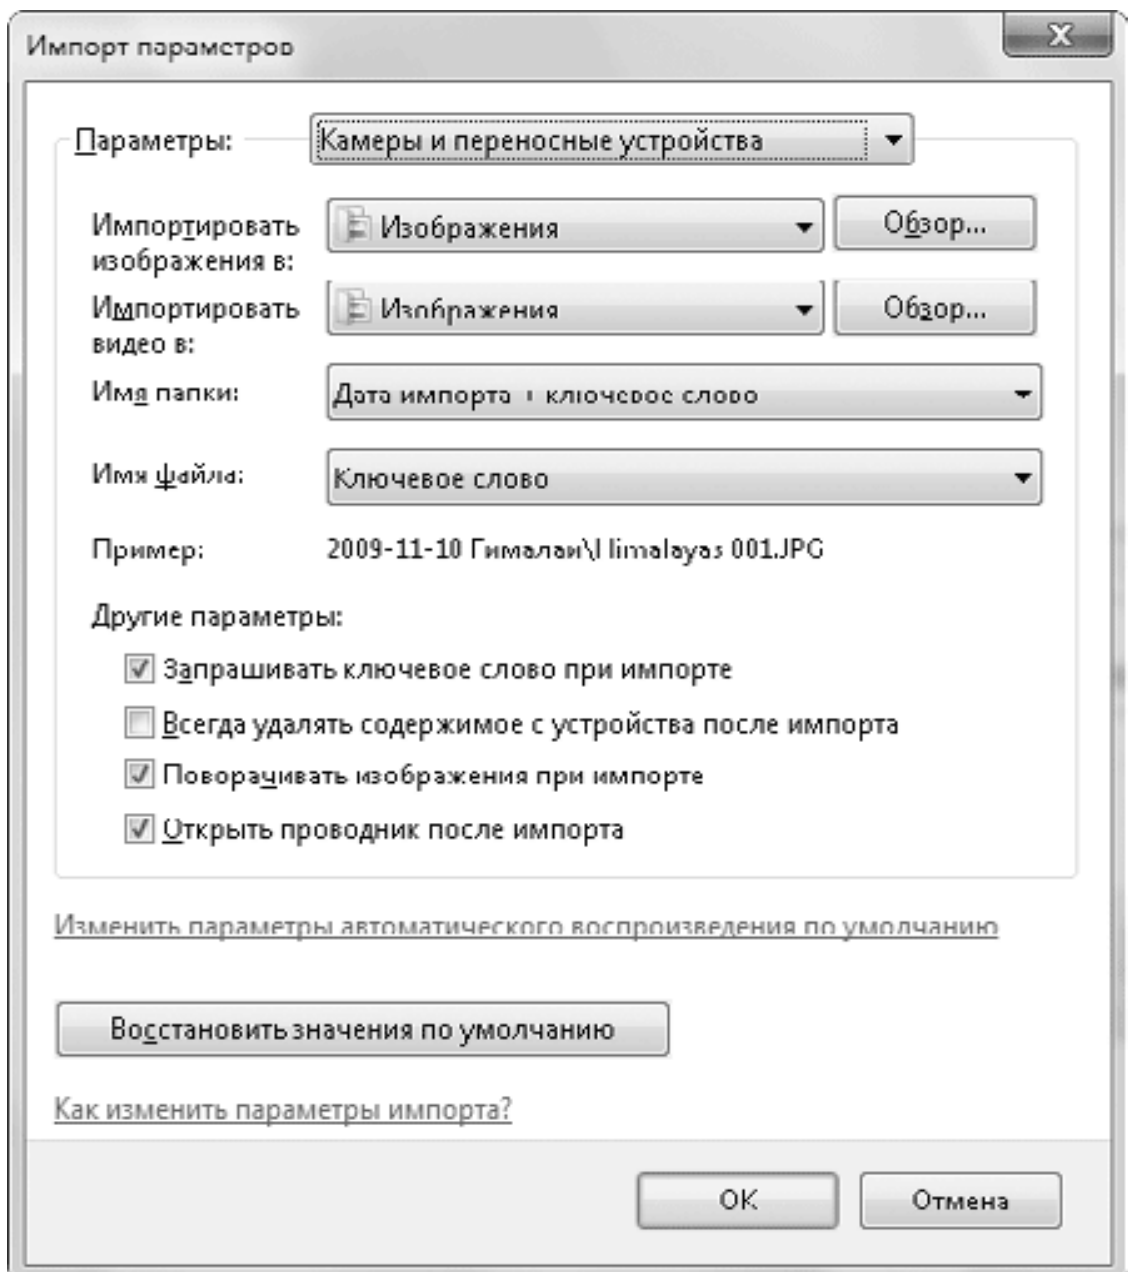 Импорт параметров
Параметры: Камеры и переносные устройства
Импортировать изображения в: Изображения Обзор...
Импортировать видео в: Изображения Обзор...
Имя папки: Дата импорта + ключевое слово
Имя файла: Ключевое слово
Пример: 2009-11-10 Гималаи\Himalayas 001.JPG
Другие параметры:
Запрашивать ключевое слово при импорте
Всегда удалять содержимое с устройства после импорта
Поворачивать изображения при импорте
Открыть проводник после импорта
Изменить параметры автоматического воспроизведения по умолчанию
Восстановить значения по умолчанию
Как изменить параметры импорта?
ОК Отмена